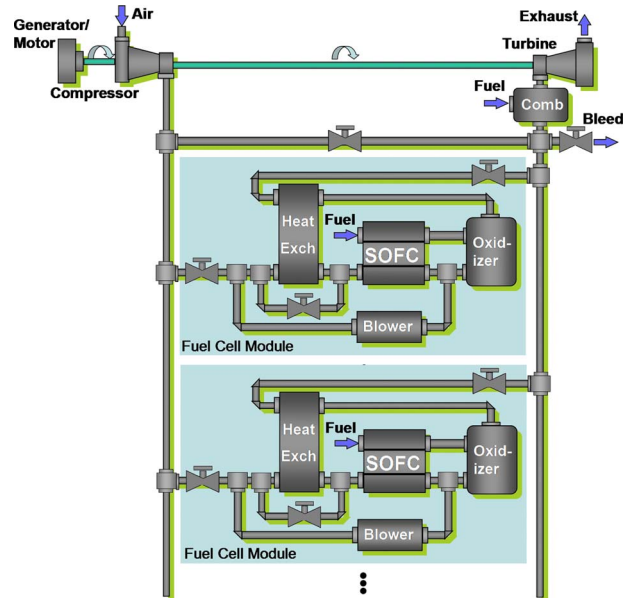 Generator/
Motor
Air
Compressor
Exhaust
Turbine
Fuel
Comb
Bleed
Heat
Exch
Fuel
SOFC
Oxid-
izer
Blower
Fuel Cell Module
Heat
Exch
Fuel
SOFC
Oxid-
izer
Blower
Fuel Cell Module